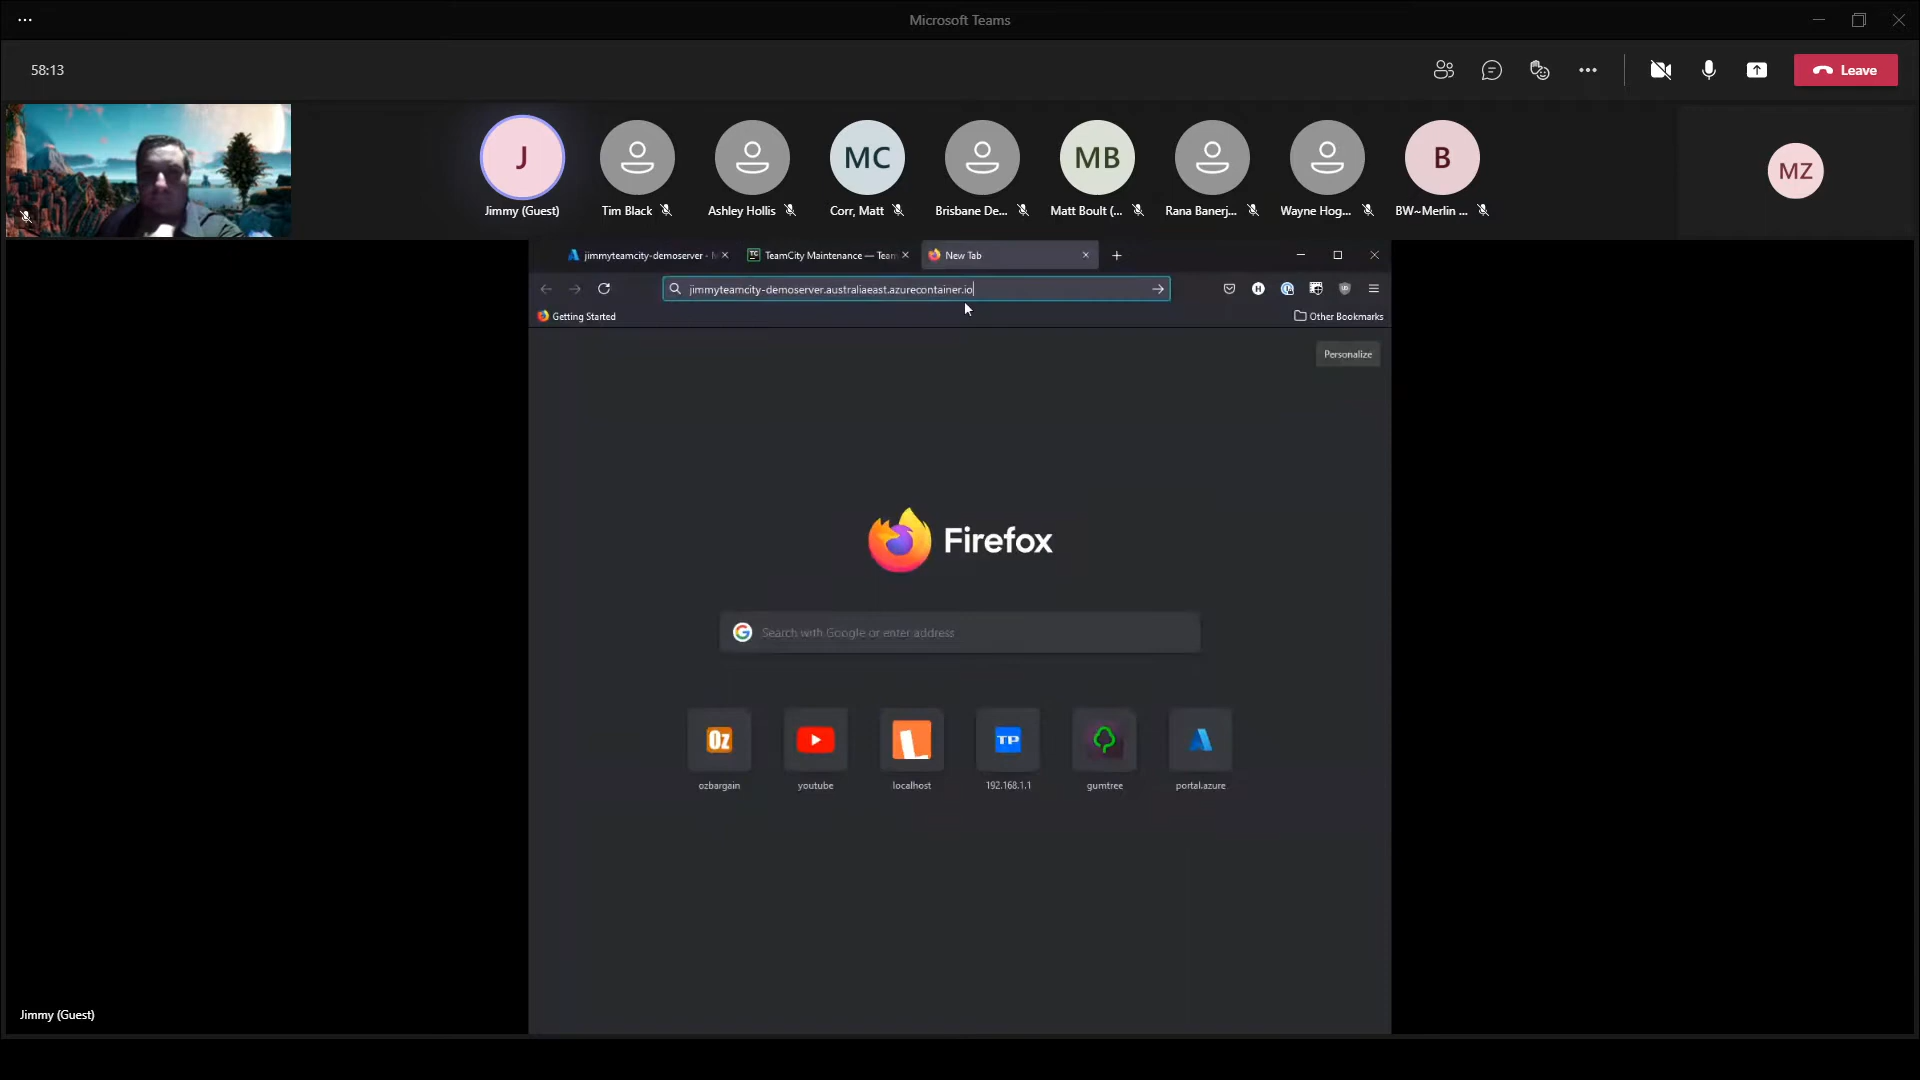 Microsoft Teams
58:13
Leave
J
MC
MB
B
MZ
Jimmy (Guest)
Tim Black
Ashley Hollis
Corr, Matt
Brisbane De...
Matt Boult (...
Rana Banerj...
Wayne Hog...
BW~Merlin ...
jimmyteamcity-demoserver -
TeamCity Maintenance — Team
New Tab
jimmyteamcity-demoserver.australiaeast.azurecontainer.io
Getting Started
Other Bookmarks
Personalize
Firefox
Search with Google or enter address
Oz
TP
ozbargain
youtube
localhost
192.168.1.1
gumtree
portal.azure
Jimmy (Guest)